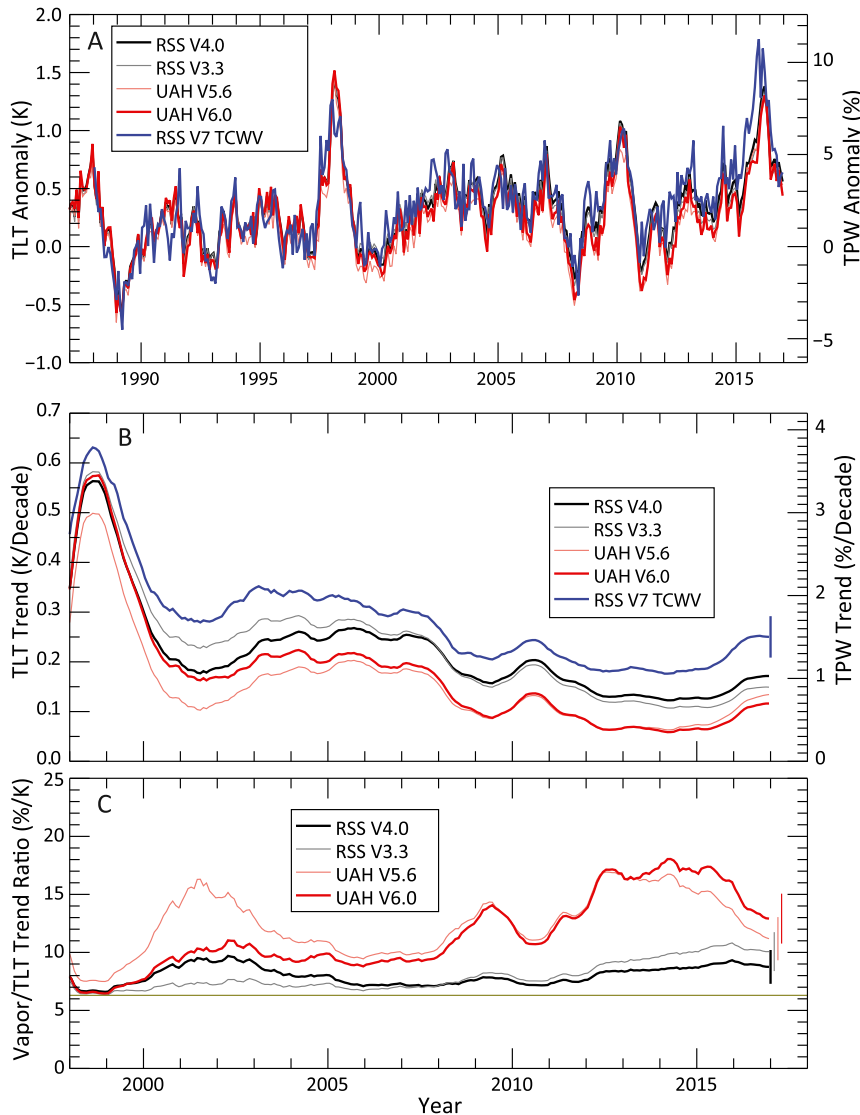 A
RSS V4.0
RSS V3.3
UAH V5.6
UAH V6.0
RSS V7 TCWV
TLT Anomaly (K)
2.0
1.5
1.0
0.5
0.0
−0.5
−1.0
TPW Anomaly (%)
10
5
0
−5
1990 1995 2000 2005 2010 2015
B
RSS V4.0
RSS V3.3
UAH V5.6
UAH V6.0
RSS V7 TCWV
TLT Trend (K/Decade)
0.7
0.6
0.5
0.4
0.3
0.2
0.1
0.0
TPW Trend (%/Decade)
4
3
2
1
0
C
RSS V4.0
RSS V3.3
UAH V5.6
UAH V6.0
Vapor/TLT Trend Ratio (%/K)
25
20
15
10
5
0
2000 2005 2010 2015
Year